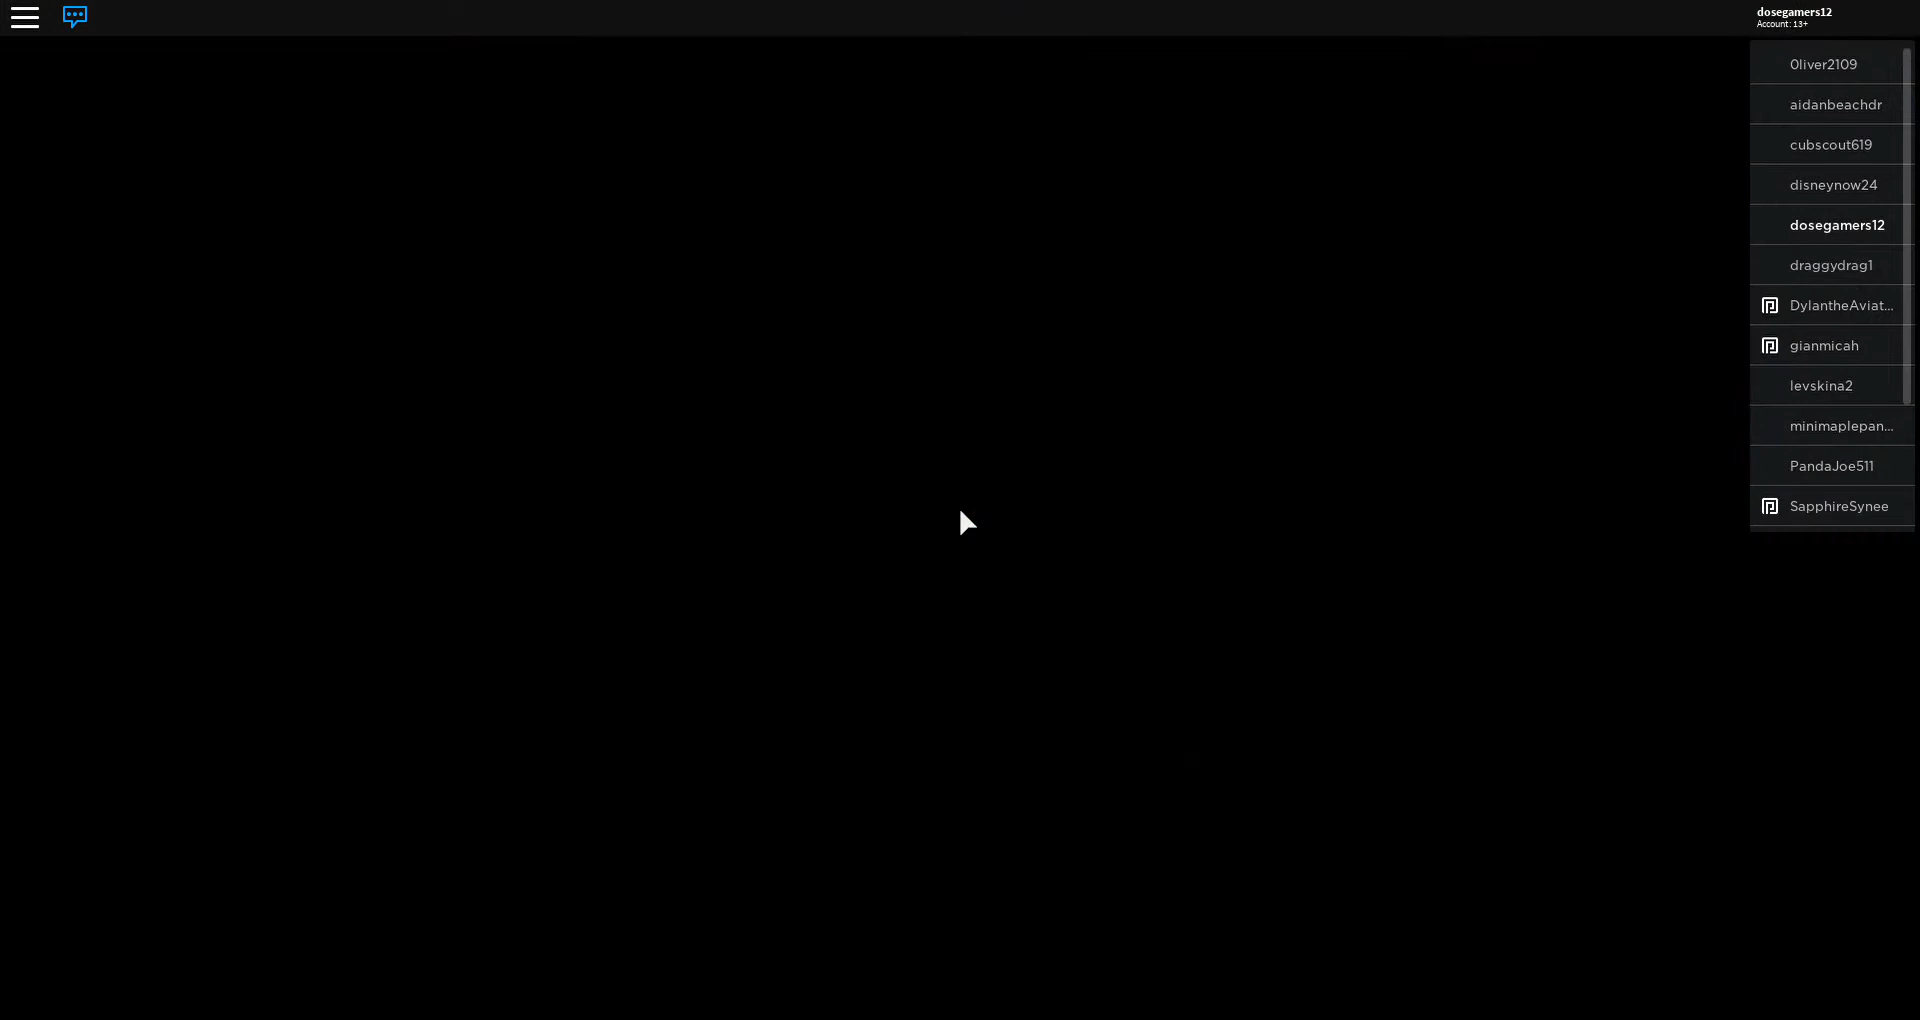 dosegamers12
Account: 13+
0liver2109
aidanbeachdr
cubscout619
disneynow24
dosegamers12
draggydrag1
DylantheAviat...
gianmicah
levskina2
minimaplepan...
PandaJoe511
SapphireSynee